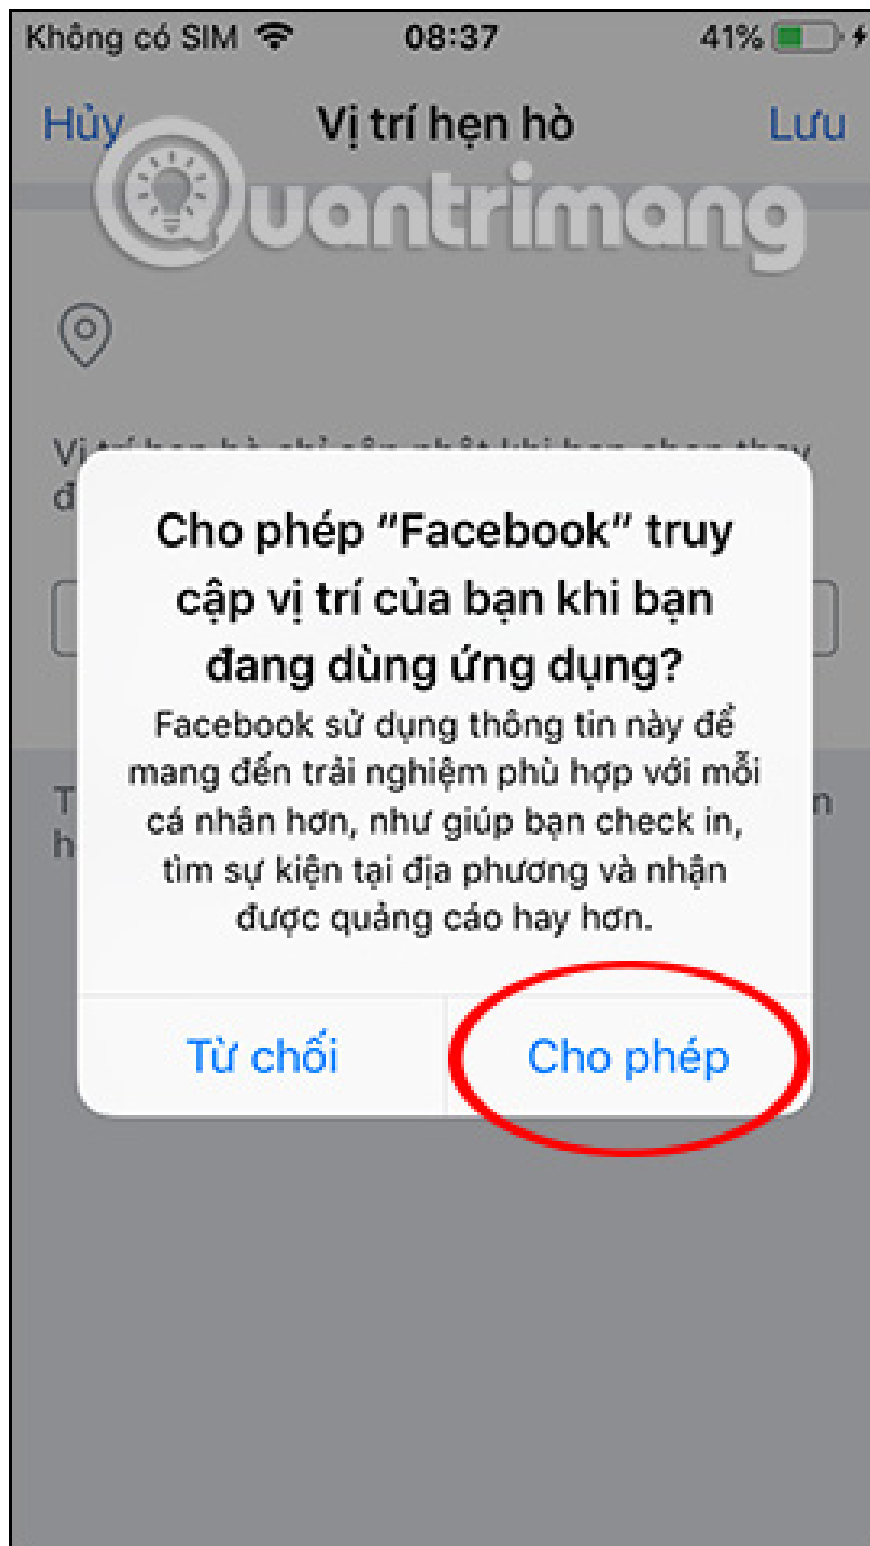 Không có SIM 08:37 41%
Hủy Vị trí hẹn hò Lưu
Quantrimang
Cho phép "Facebook" truy
cập vị trí của bạn khi bạn
đang dùng ứng dụng?
Facebook sử dụng thông tin này để
mang đến trải nghiệm phù hợp với mỗi
cá nhân hơn, như giúp bạn check in,
tìm sự kiện tại địa phương và nhận
được quảng cáo hay hơn.
Từ chối Cho phép